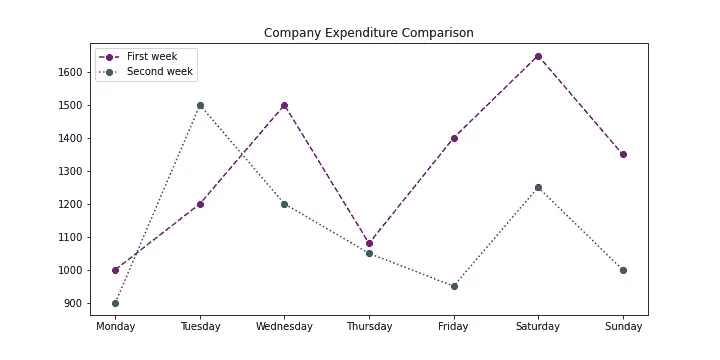 Company Expenditure Comparison
First week
Second week
1600
1500
1400
1300
1200
1100
1000
900
Monday Tuesday Wednesday Thursday Friday Saturday Sunday